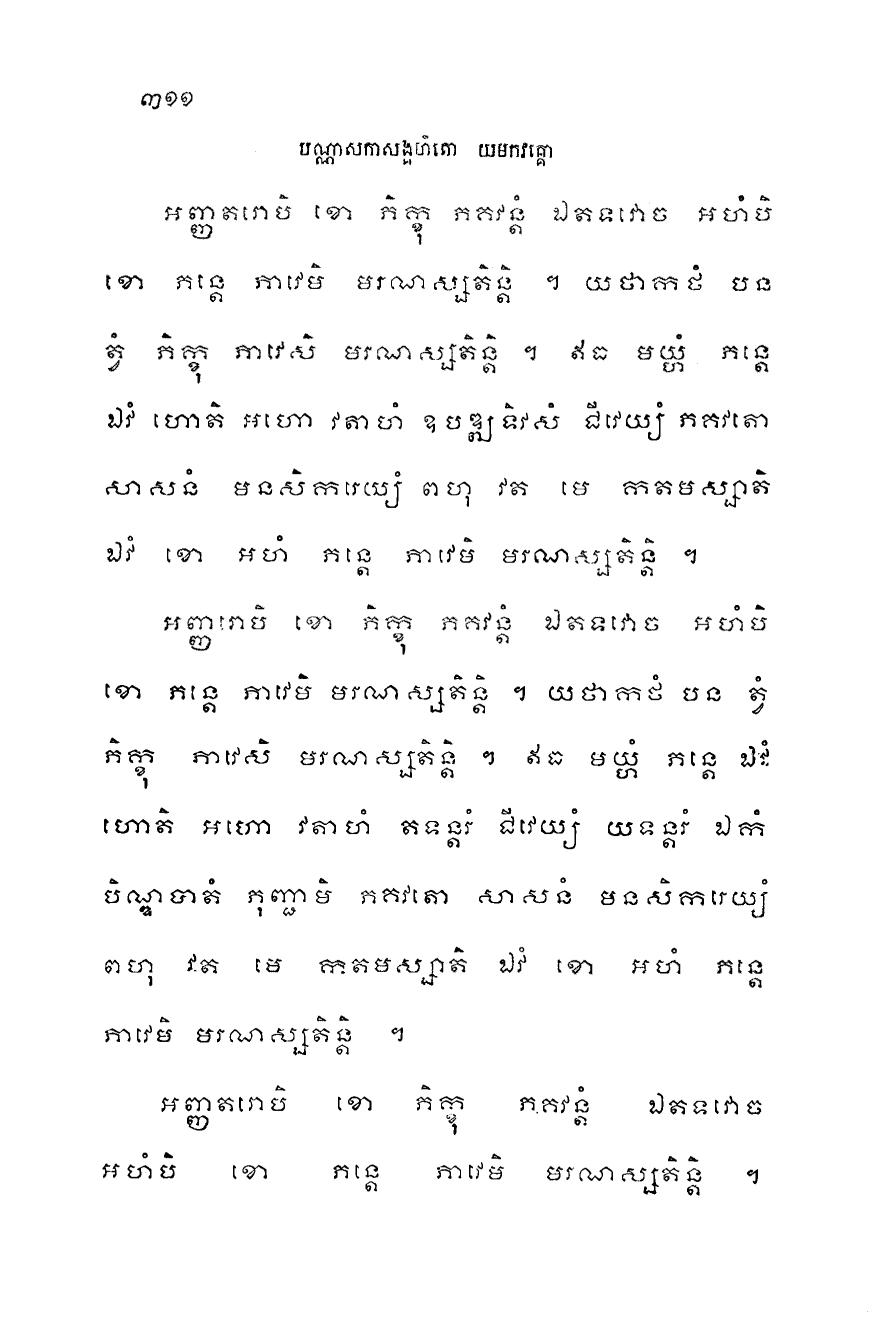 ៣១១
បណ្ណាសកាសង្គហិតោ យមកវគ្គោ
អញ្ញតរោបិ ខោ ភិក្ខុ ភគវន្តំ ឯតទវោច អហំបិ
ខោ ភន្តេ ភាវេមិ មរណស្សតិន្តិ ។ យថាកថំ បន
ត្វំ ភិក្ខុ ភាវេសិ មរណស្សតិន្តិ ។ ឥធ មយ្ហំ ភន្តេ
ឯវំ ហោតិ អហោ វតាហំ ឧបឌ្ឍទិវសំ ជីវេយ្យំ ភគវតោ
សាសនំ មនសិករេយ្យំ ពហុ វត មេ កតមស្សាតិ
ឯវំ ខោ អហំ ភន្តេ ភាវេមិ មរណស្សតិន្តិ ។
អញ្ញរោបិ ខោ ភិក្ខុ ភគវន្តំ ឯតទវោច អហំបិ
ខោ ភន្តេ ភាវេមិ មរណស្សតិន្តិ ។ យថាកថំ បន ត្វំ
ភិក្ខុ ភាវេសិ មរណស្សតិន្តិ ។ ឥធ មយ្ហំ ភន្តេ ឯវំ
ហោតិ អហោ វតាហំ តទន្តរំ ជីវេយ្យំ យទន្តរំ ឯកំ
បិណ្ឌបាតំ ភុញ្ជាមិ ភគវតោ សាសនំ មនសិករេយ្យំ
ពហុ វត មេ កតមស្សាតិ ឯវំ ខោ អហំ ភន្តេ
ភាវេមិ មរណស្សតិន្តិ ។
អញ្ញតរោបិ ខោ ភិក្ខុ ភគវន្តំ ឯតទវោច
អហំបិ ខោ ភន្តេ ភាវេមិ មរណស្សតិន្តិ ។